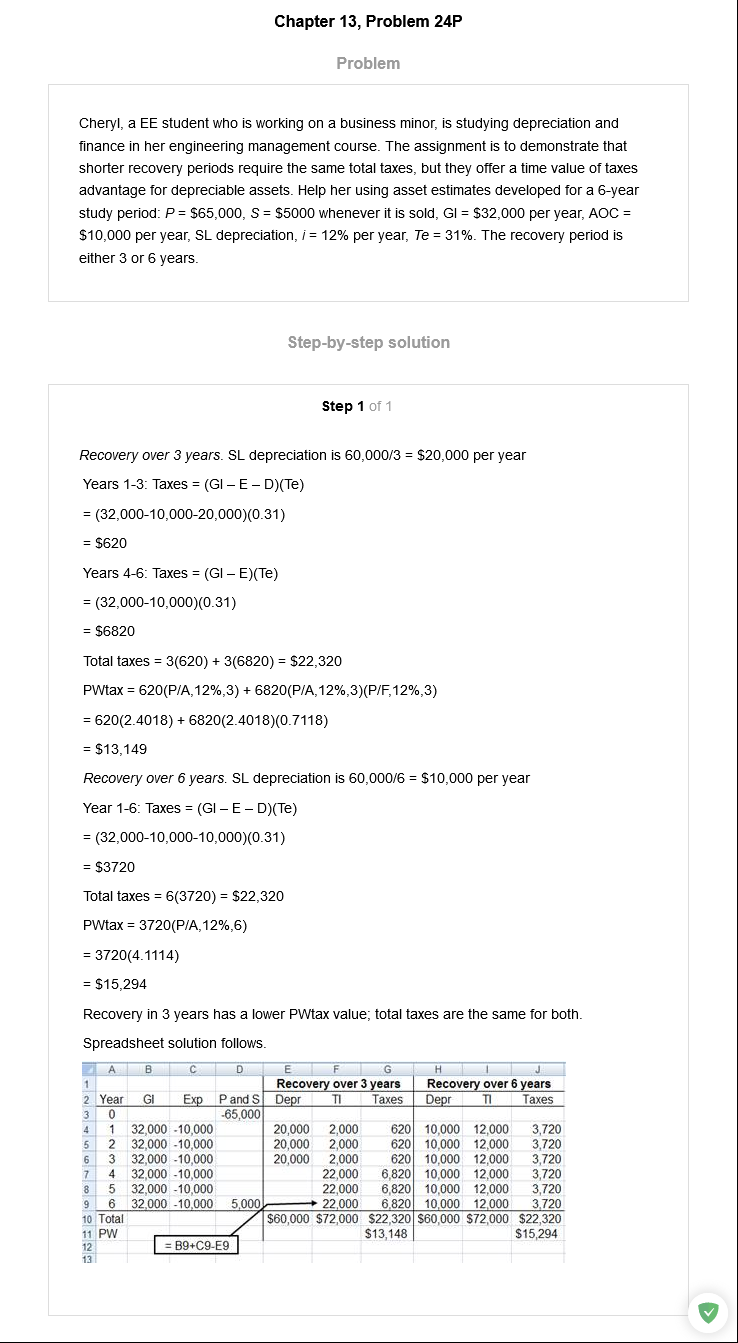 Chapter 13, Problem 24P
Problem
Cheryl, a EE student who is working on a business minor, is studying depreciation and
finance in her engineering management course. The assignment is to demonstrate that
shorter recovery periods require the same total taxes, but they offer a time value of taxes
advantage for depreciable assets. Help her using asset estimates developed for a 6-year
study period: P = $65,000, S = $5000 whenever it is sold, GI = $32,000 per year, AOC =
$10,000 per year, SL depreciation, i = 12% per year, Te = 31%. The recovery period is
either 3 or 6 years.
Step-by-step solution
Step 1 of 1
Recovery over 3 years. SL depreciation is 60,000/3 = $20,000 per year
Years 1-3: Taxes = (GI – E – D)(Te)
= (32,000-10,000-20,000)(0.31)
= $620
Years 4-6: Taxes = (GI – E)(Te)
= (32,000-10,000)(0.31)
= $6820
Total taxes = 3(620) + 3(6820) = $22,320
PWtax = 620(P/A,12%,3) + 6820(P/A,12%,3)(P/F,12%,3)
= 620(2.4018) + 6820(2.4018)(0.7118)
= $13,149
Recovery over 6 years. SL depreciation is 60,000/6 = $10,000 per year
Year 1-6: Taxes = (GI – E – D)(Te)
= (32,000-10,000-10,000)(0.31)
= $3720
Total taxes = 6(3720) = $22,320
PWtax = 3720(P/A,12%,6)
= 3720(4.1114)
= $15,294
Recovery in 3 years has a lower PWtax value; total taxes are the same for both.
Spreadsheet solution follows.
A B C D E F G H I J
1 Recovery over 3 years Recovery over 6 years
2 Year GI Exp P and S Depr TI Taxes Depr TI Taxes
3 0 -65,000
4 1 32,000 -10,000 20,000 2,000 620 10,000 12,000 3,720
5 2 32,000 -10,000 20,000 2,000 620 10,000 12,000 3,720
6 3 32,000 -10,000 20,000 2,000 620 10,000 12,000 3,720
7 4 32,000 -10,000 22,000 6,820 10,000 12,000 3,720
8 5 32,000 -10,000 22,000 6,820 10,000 12,000 3,720
9 6 32,000 -10,000 5,000 22,000 6,820 10,000 12,000 3,720
10 Total $60,000 $72,000 $22,320 $60,000 $72,000 $22,320
11 PW $13,148 $15,294
12 = B9+C9-E9
13